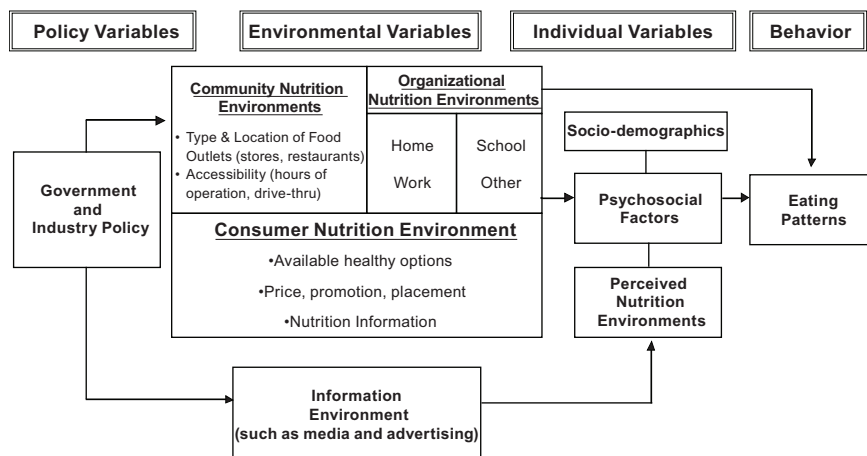 Policy Variables
Environmental Variables
Individual Variables
Behavior
Community Nutrition
Environments
• Type & Location of Food
Outlets (stores, restaurants)
• Accessibility (hours of
operation, drive-thru)
Organizational
Nutrition Environments
Home
School
Work
Other
Socio-demographics
Government
and
Industry Policy
Psychosocial
Factors
Eating
Patterns
Consumer Nutrition Environment
•Available healthy options
•Price, promotion, placement
•Nutrition Information
Perceived
Nutrition
Environments
Information
Environment
(such as media and advertising)